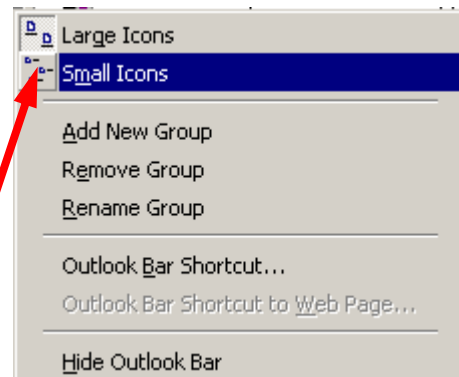 Large Icons
Small Icons
Add New Group
Remove Group
Rename Group
Outlook Bar Shortcut...
Outlook Bar Shortcut to Web Page...
Hide Outlook Bar